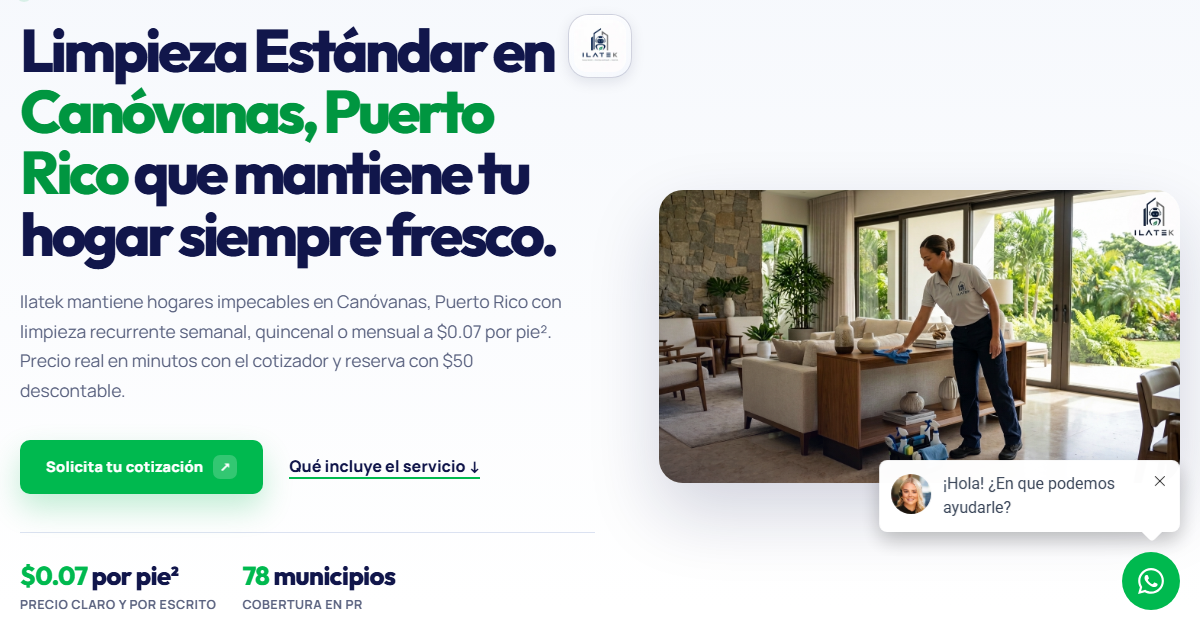 Limpieza Estándar en
ILATEK
Canóvanas, Puerto
Rico que mantiene tu
hogar siempre fresco.
Ilatek mantiene hogares impecables en Canóvanas, Puerto Rico con
limpieza recurrente semanal, quincenal o mensual a $0.07 por pie².
Precio real en minutos con el cotizador y reserva con $50
descontable.
Solicita tu cotización ↗
Qué incluye el servicio ↓
$0.07 por pie²
PRECIO CLARO Y POR ESCRITO
78 municipios
COBERTURA EN PR
ILATEK
ILATEK
¡Hola! ¿En que podemos
ayudarle?